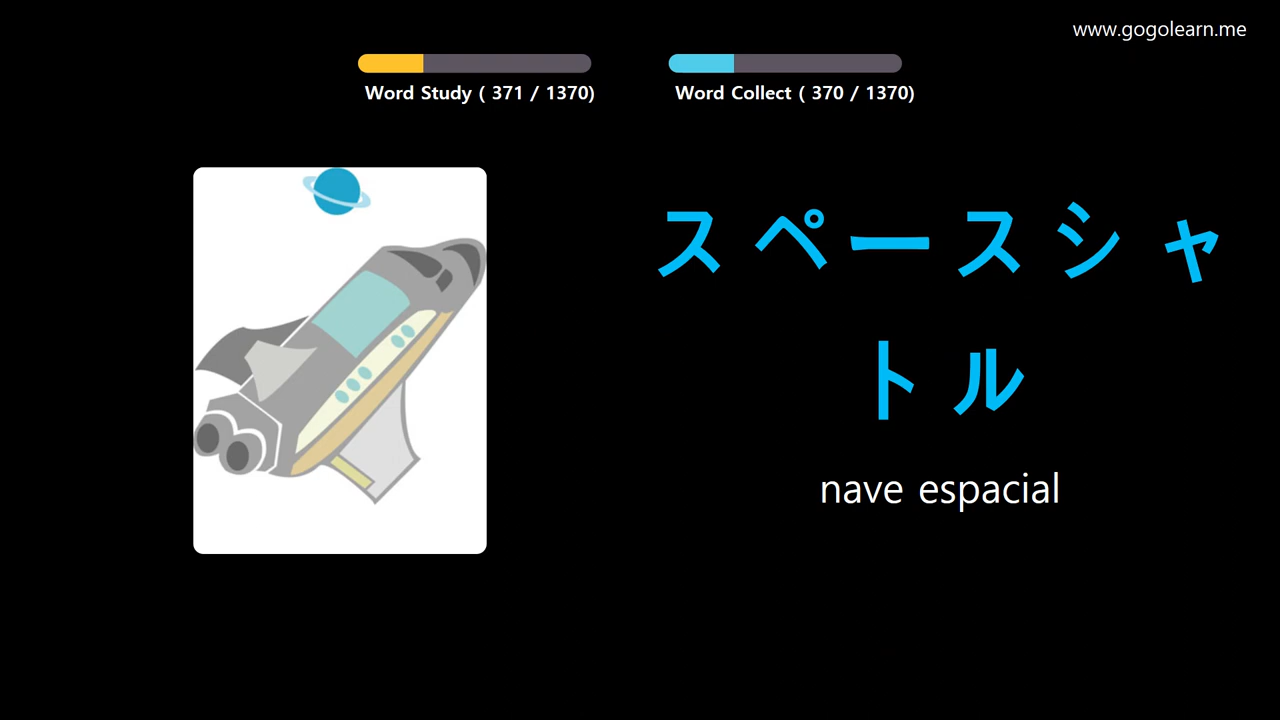 www.gogolearn.me
Word Study ( 371 / 1370)
Word Collect ( 370 / 1370)
スペースシャ
トル
nave espacial